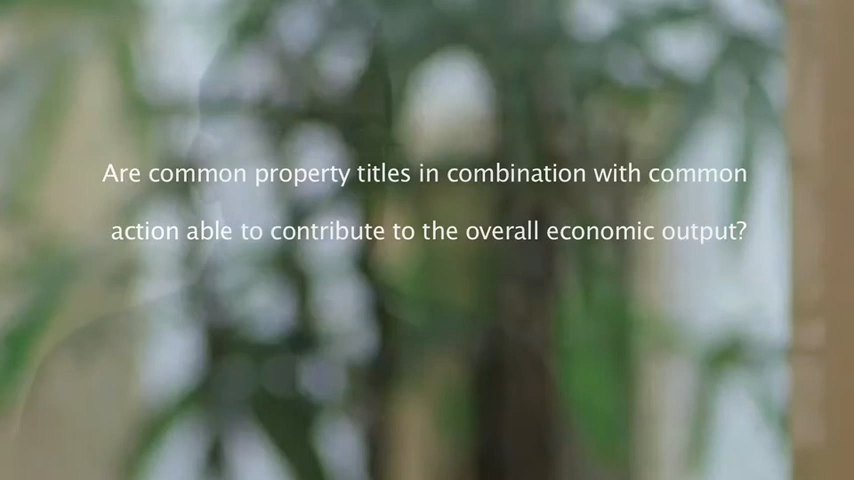 Are common property titles in combination with common
action able to contribute to the overall economic output?